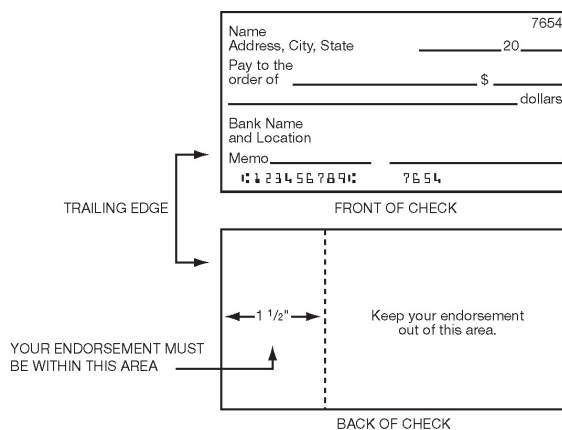 7654
Name
Address, City, State 20
Pay to the
order of $
dollars
Bank Name
and Location
Memo
⑆123456789⑆ 7654
TRAILING EDGE
FRONT OF CHECK
1 1/2"
Keep your endorsement
out of this area.
YOUR ENDORSEMENT MUST
BE WITHIN THIS AREA
BACK OF CHECK